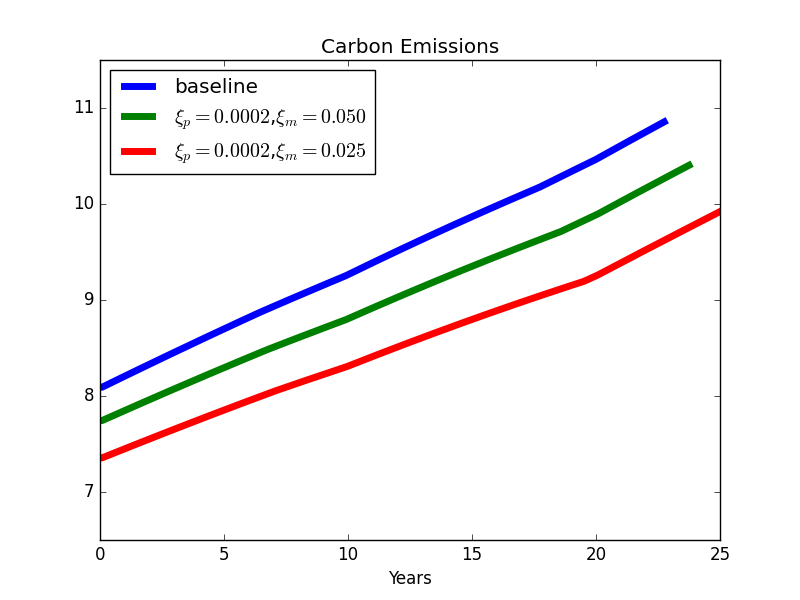 Carbon Emissions
baseline
ξₚ = 0.0002,ξₘ = 0.050
ξₚ = 0.0002,ξₘ = 0.025
11
10
9
8
7
0 5 10 15 20 25
Years